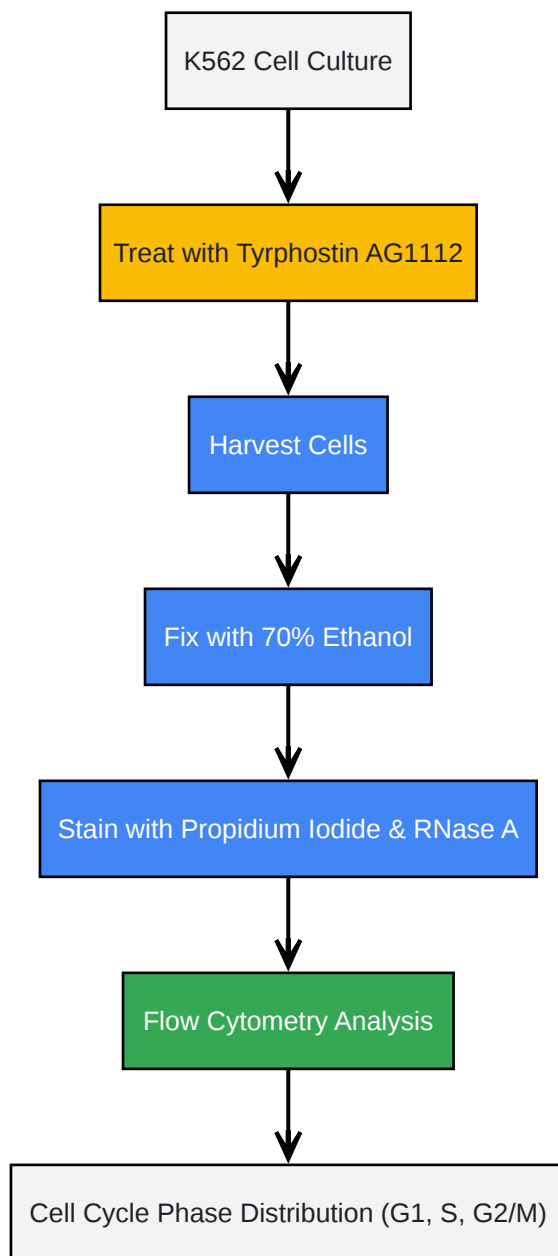 K562 Cell Culture
Treat with Tyrphostin AG1112
Harvest Cells
Fix with 70% Ethanol
Stain with Propidium Iodide & RNase A
Flow Cytometry Analysis
Cell Cycle Phase Distribution (G1, S, G2/M)